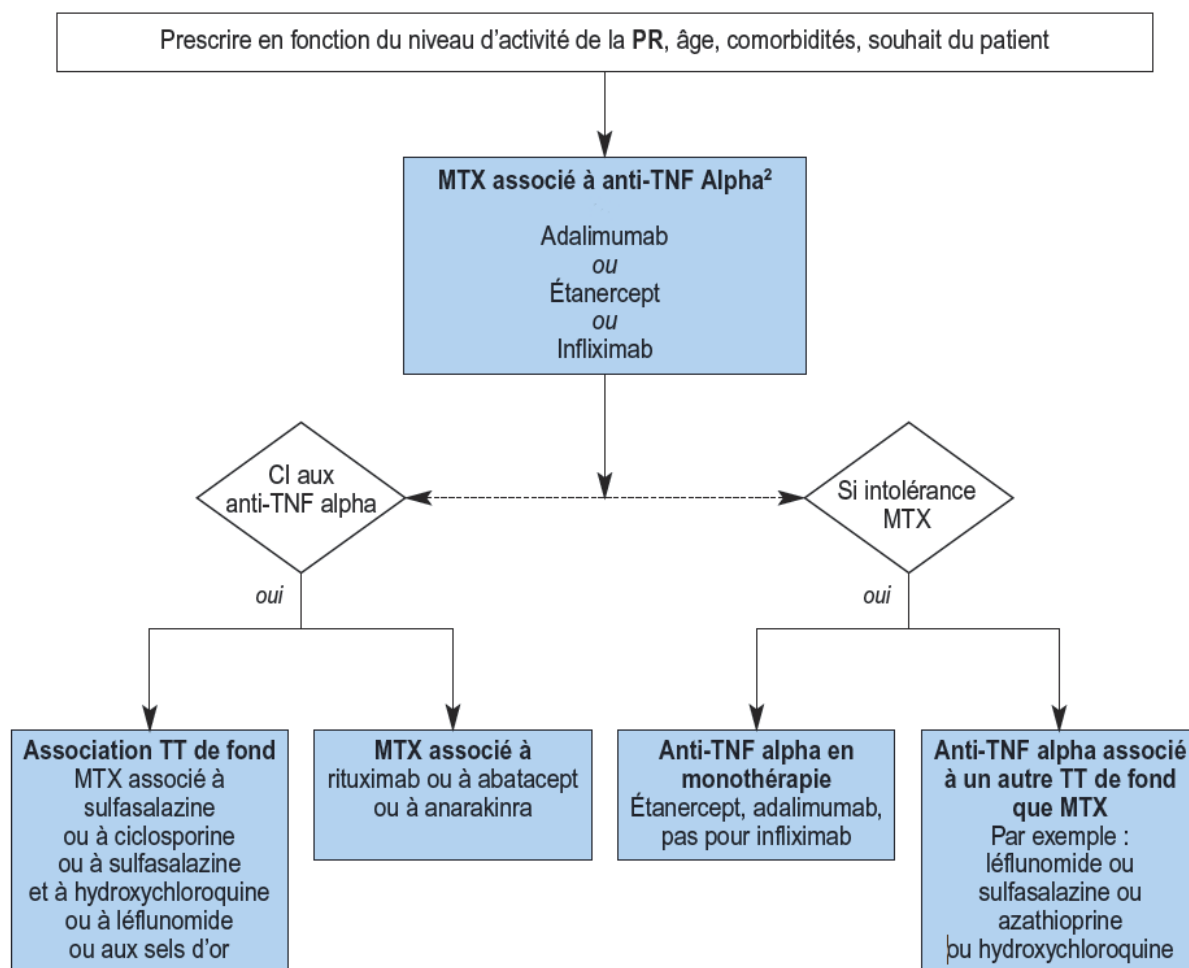 Prescrire en fonction du niveau d’activité de la PR, âge, comorbidités, souhait du patient
MTX associé à anti-TNF Alpha²
Adalimumab
ou
Étanercept
ou
Infliximab
CI aux
anti-TNF alpha
Si intolérance
MTX
oui
oui
Association TT de fond
MTX associé à
sulfasalazine
ou à ciclosporine
ou à sulfasalazine
et à hydroxychloroquine
ou à léflunomide
ou aux sels d’or
MTX associé à
rituximab ou à abatacept
ou à anarakinra
Anti-TNF alpha en
monothérapie
Étanercept, adalimumab,
pas pour infliximab
Anti-TNF alpha associé
à un autre TT de fond
que MTX
Par exemple :
léflunomide ou
sulfasalazine ou
azathioprine
ou hydroxychloroquine